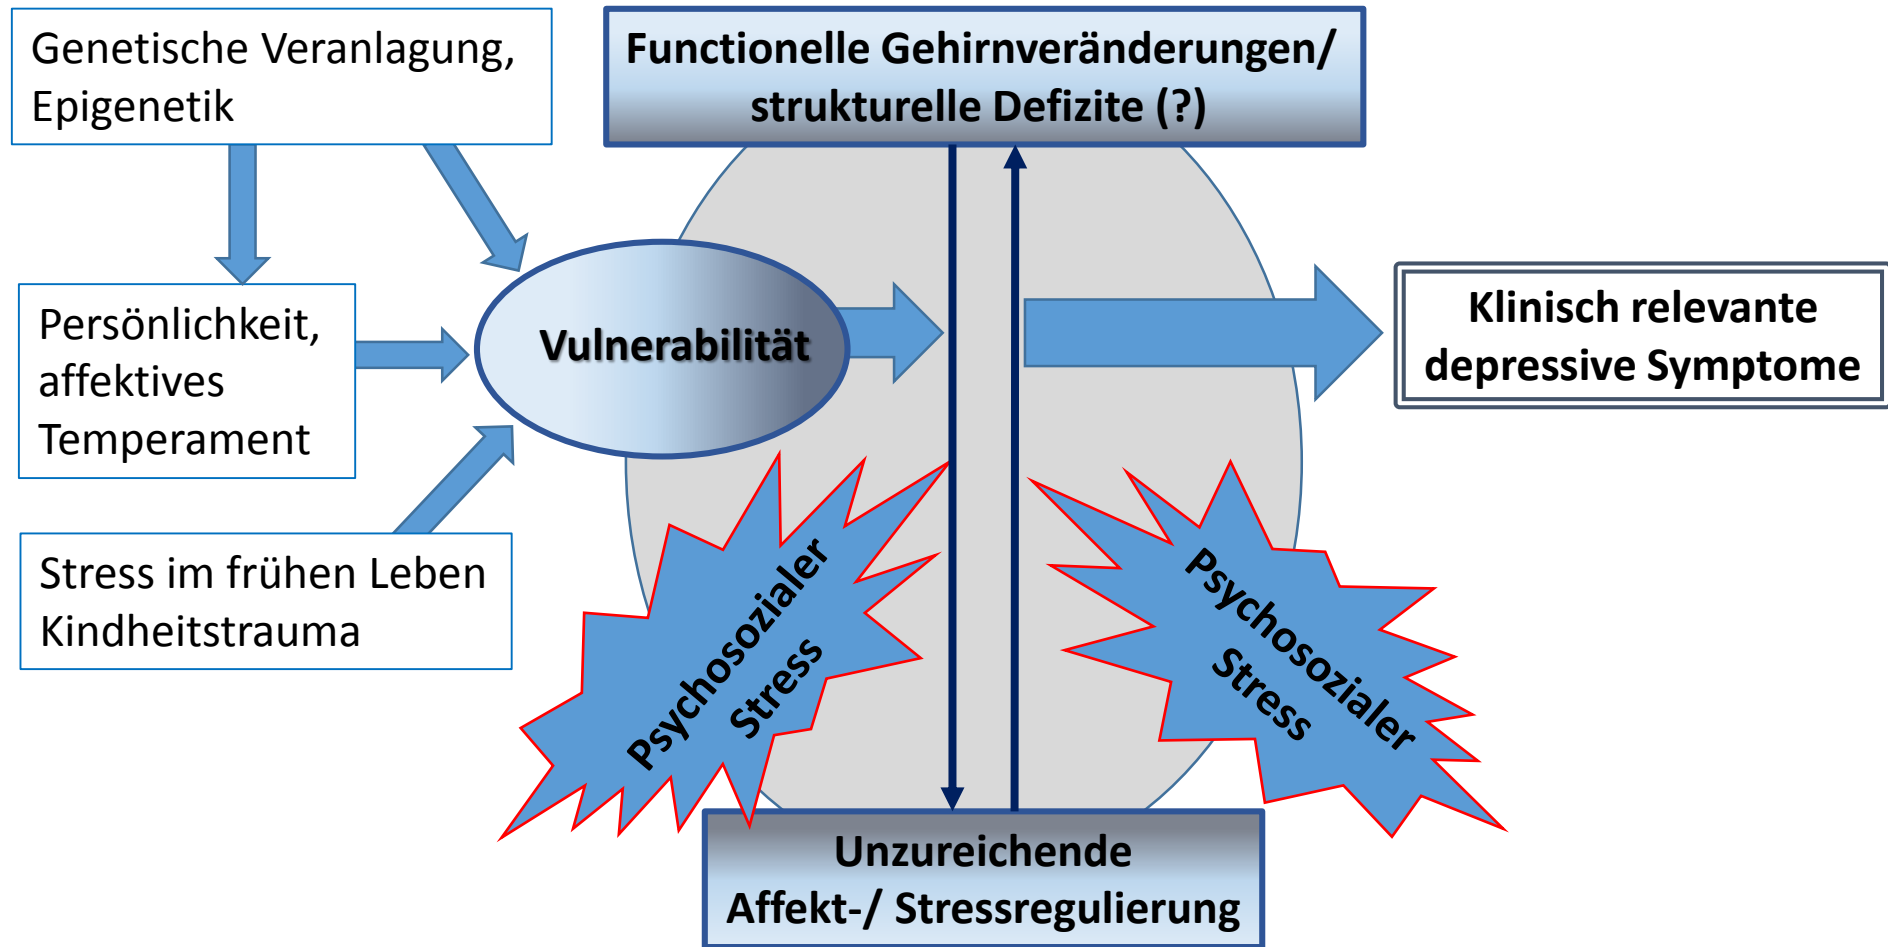 Genetische Veranlagung,
Epigenetik
Functionelle Gehirnveränderungen/
strukturelle Defizite (?)
Persönlichkeit,
affektives
Temperament
Vulnerabilität
Klinisch relevante
depressive Symptome
Stress im frühen Leben
Kindheitstrauma
Psychosozialer
Stress
Psychosozialer
Stress
Unzureichende
Affekt-/ Stressregulierung